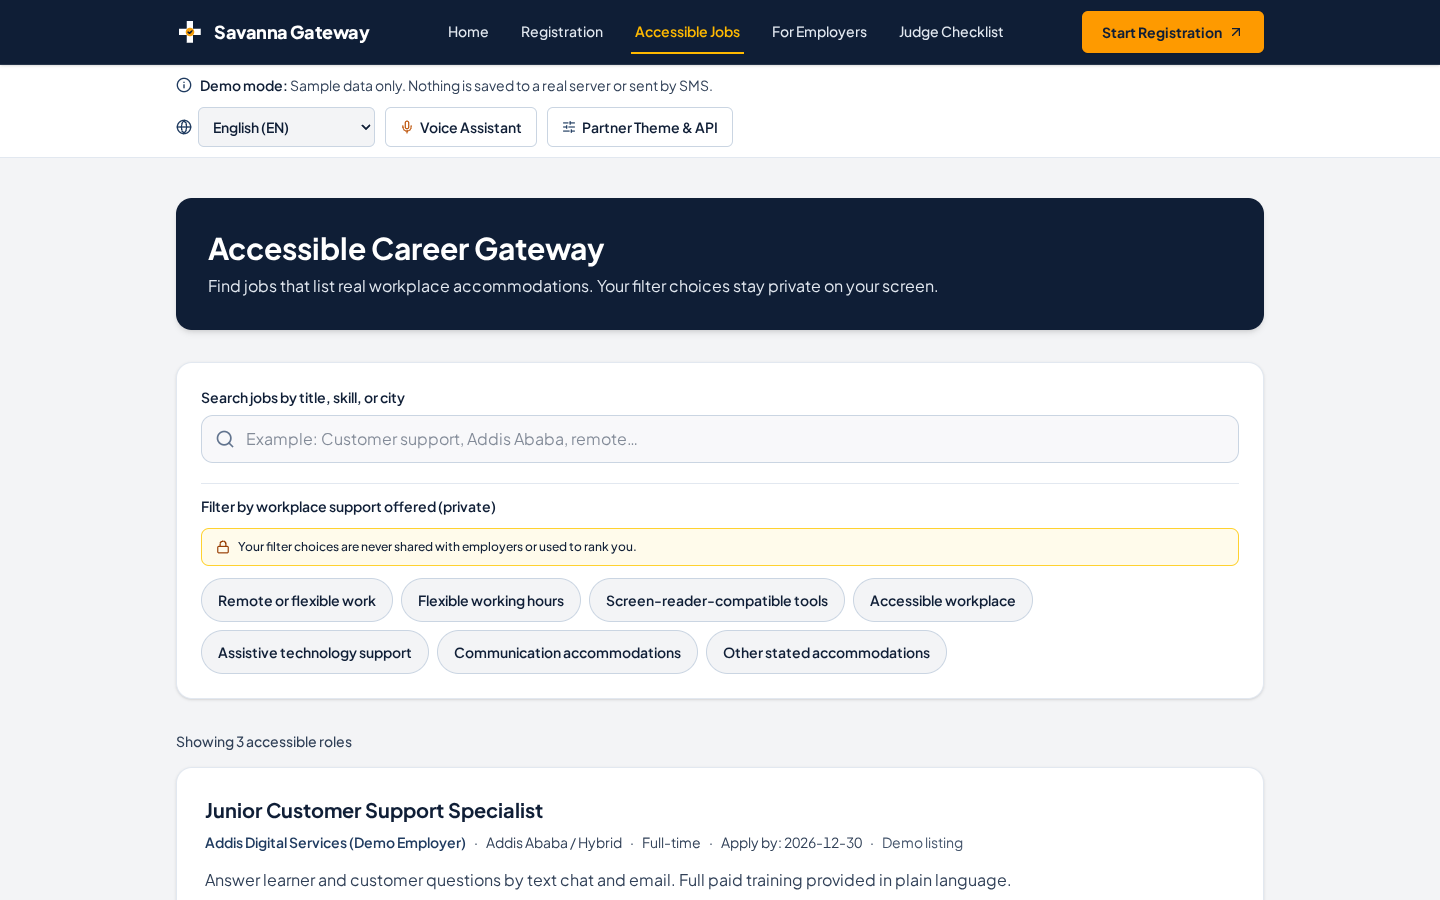 Savanna Gateway
Home
Registration
Accessible Jobs
For Employers
Judge Checklist
Start Registration
Demo mode: Sample data only. Nothing is saved to a real server or sent by SMS.
English (EN)
Voice Assistant
Partner Theme & API
Accessible Career Gateway
Find jobs that list real workplace accommodations. Your filter choices stay private on your screen.
Search jobs by title, skill, or city
Example: Customer support, Addis Ababa, remote...
Filter by workplace support offered (private)
Your filter choices are never shared with employers or used to rank you.
Remote or flexible work
Flexible working hours
Screen-reader-compatible tools
Accessible workplace
Assistive technology support
Communication accommodations
Other stated accommodations
Showing 3 accessible roles
Junior Customer Support Specialist
Addis Digital Services (Demo Employer) · Addis Ababa / Hybrid · Full-time · Apply by: 2026-12-30 · Demo listing
Answer learner and customer questions by text chat and email. Full paid training provided in plain language.